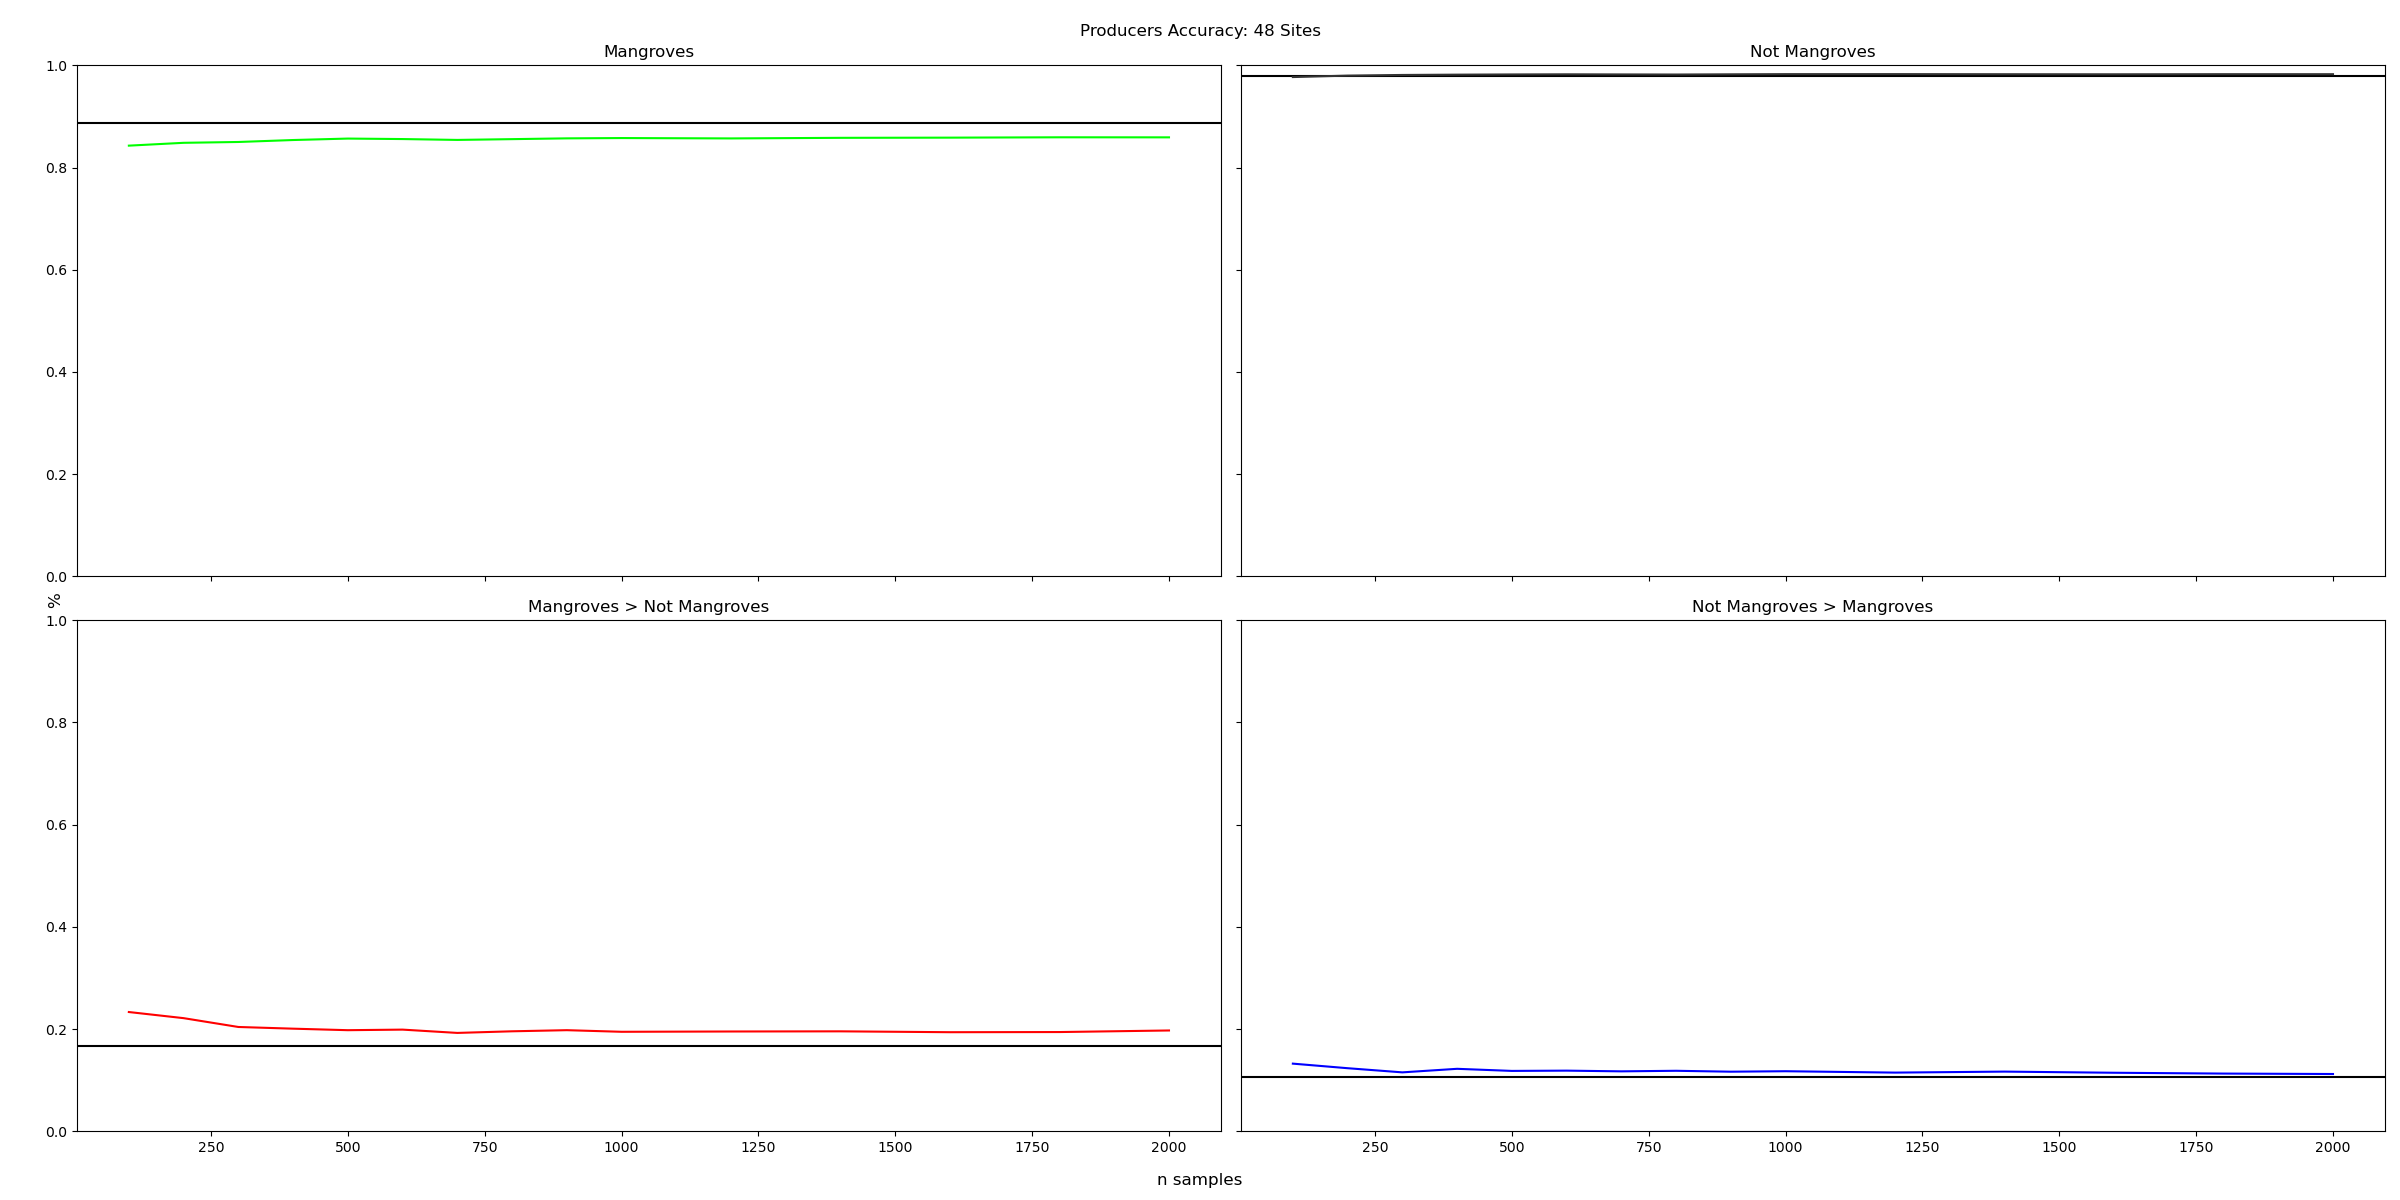 Producers Accuracy: 48 Sites
Mangroves
Not Mangroves
1.0
0.8
0.6
0.4
0.2
0.0
%
Mangroves > Not Mangroves
Not Mangroves > Mangroves
1.0
0.8
0.6
0.4
0.2
0.0
250 500 750 1000 1250 1500 1750 2000
250 500 750 1000 1250 1500 1750 2000
n samples